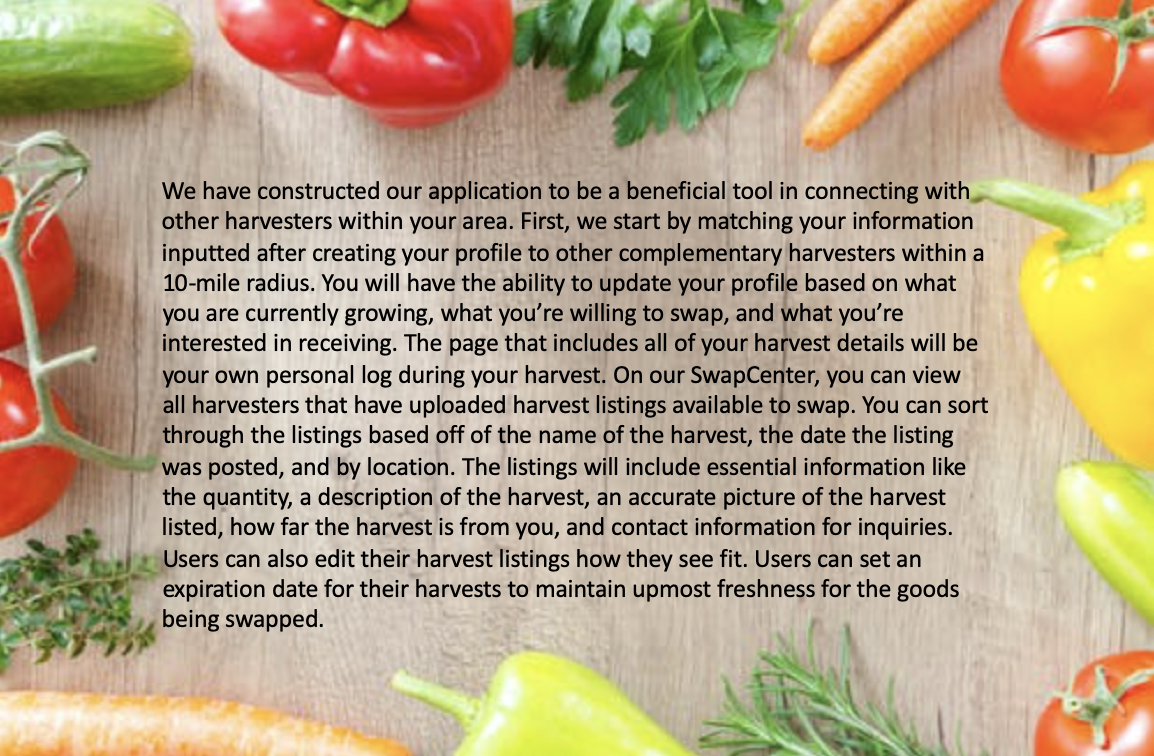 We have constructed our application to be a beneficial tool in connecting with
other harvesters within your area. First, we start by matching your information
inputted after creating your profile to other complementary harvesters within a
10-mile radius. You will have the ability to update your profile based on what
you are currently growing, what you’re willing to swap, and what you’re
interested in receiving. The page that includes all of your harvest details will be
your own personal log during your harvest. On our SwapCenter, you can view
all harvesters that have uploaded harvest listings available to swap. You can sort
through the listings based off of the name of the harvest, the date the listing
was posted, and by location. The listings will include essential information like
the quantity, a description of the harvest, an accurate picture of the harvest
listed, how far the harvest is from you, and contact information for inquiries.
Users can also edit their harvest listings how they see fit. Users can set an
expiration date for their harvests to maintain upmost freshness for the goods
being swapped.